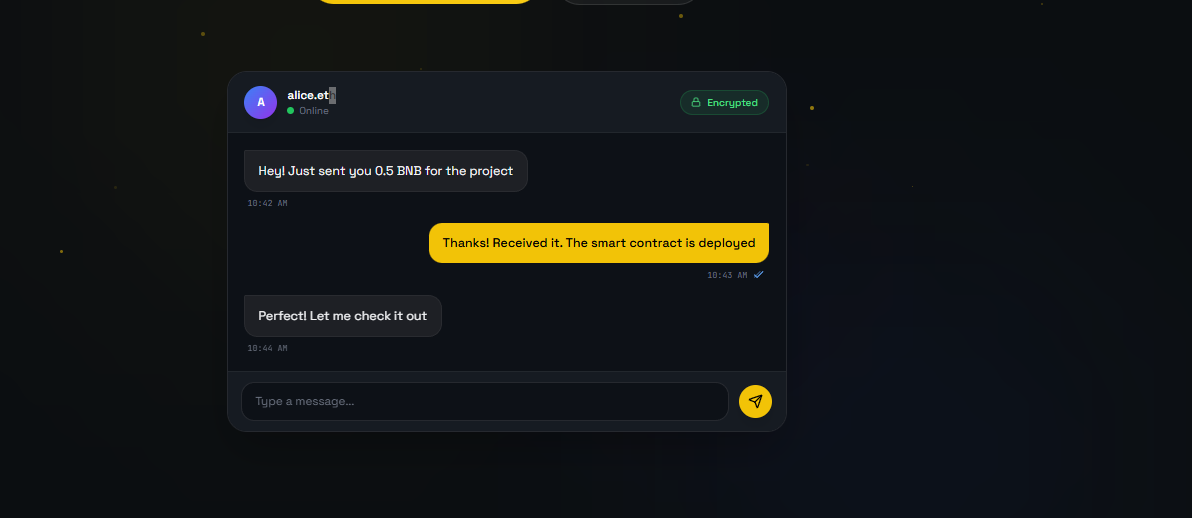 A
alice.eth
Online
Encrypted
Hey! Just sent you 0.5 BNB for the project
10:42 AM
Thanks! Received it. The smart contract is deployed
10:43 AM
Perfect! Let me check it out
10:44 AM
Type a message...